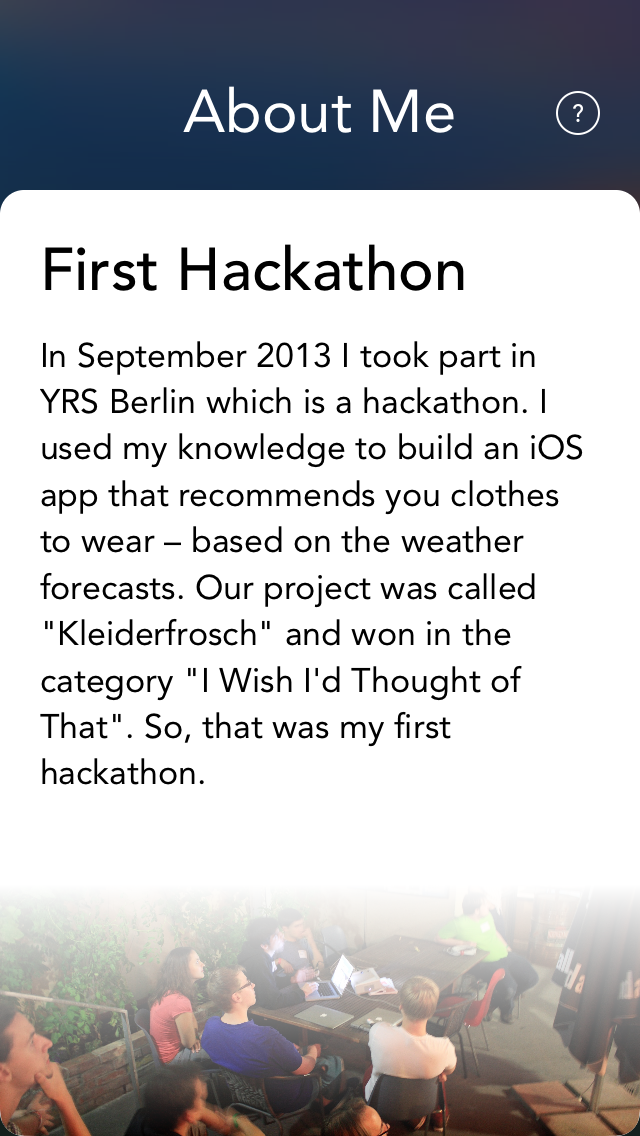 About Me
?
First Hackathon
In September 2013 I took part in
YRS Berlin which is a hackathon. I
used my knowledge to build an iOS
app that recommends you clothes
to wear – based on the weather
forecasts. Our project was called
"Kleiderfrosch" and won in the
category "I Wish I'd Thought of
That". So, that was my first
hackathon.